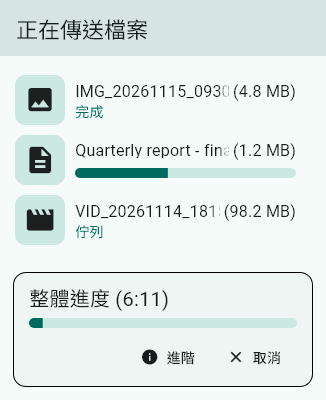 正在傳送檔案
IMG_20261115_0930 (4.8 MB)
完成
Quarterly report - fina (1.2 MB)
VID_20261114_181 (98.2 MB)
佇列
整體進度 (6:11)
進階
取消